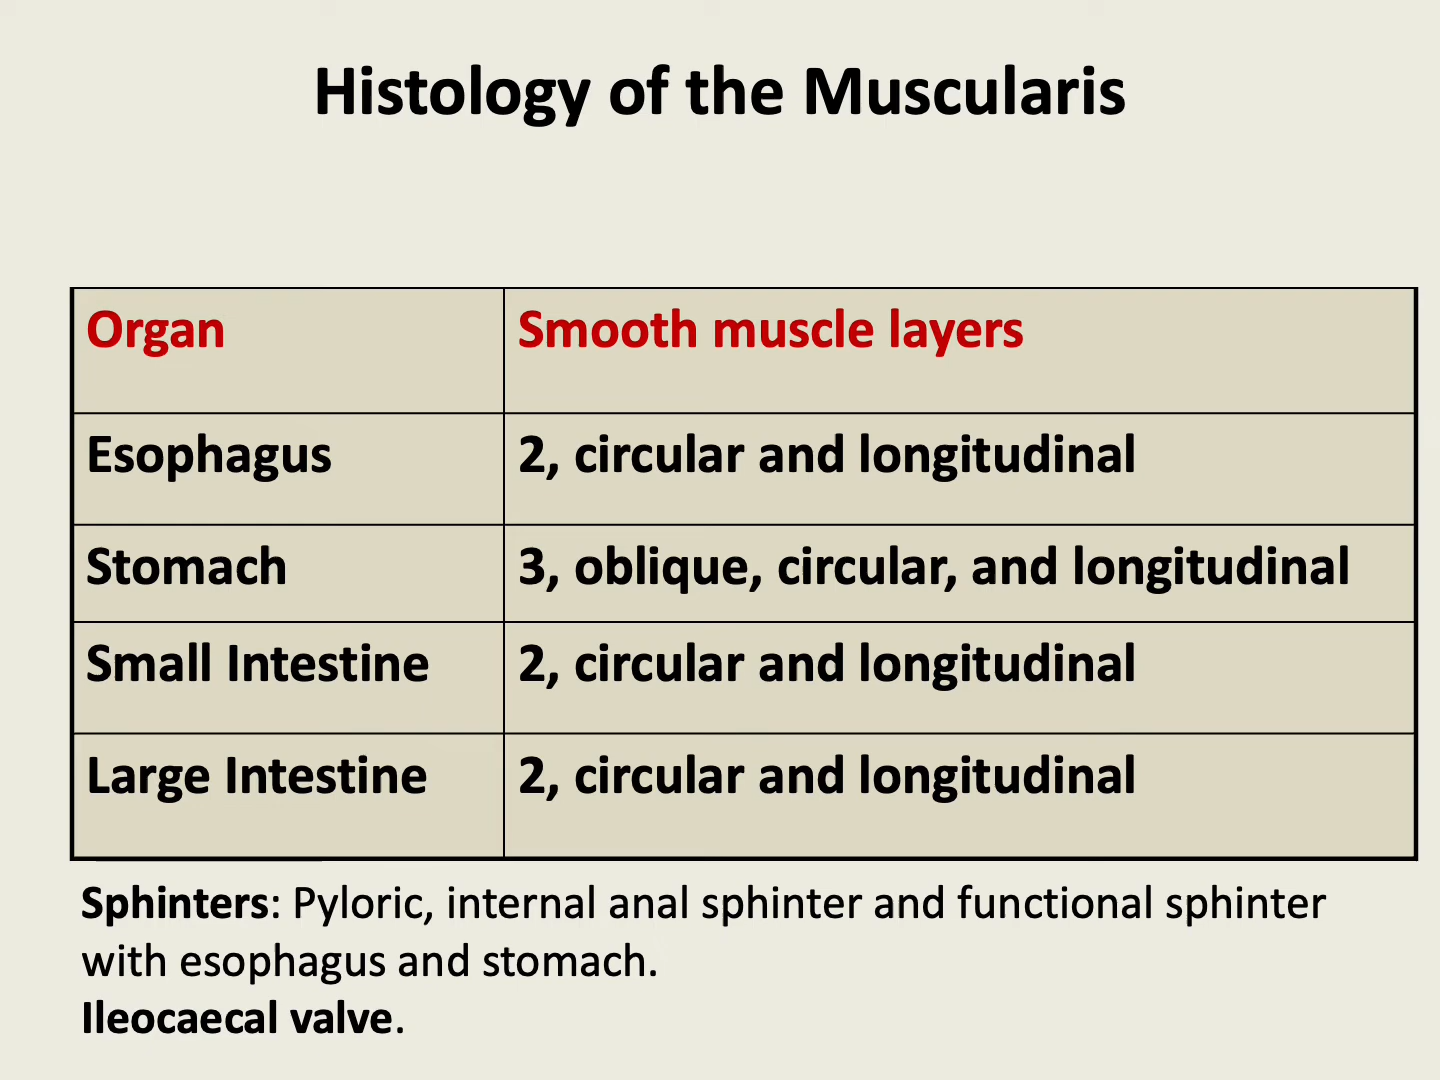 Histology of the Muscularis
Organ
Smooth muscle layers
Esophagus
2, circular and longitudinal
Stomach
3, oblique, circular, and longitudinal
Small Intestine
2, circular and longitudinal
Large Intestine
2, circular and longitudinal
Sphinters: Pyloric, internal anal sphinter and functional sphinter
with esophagus and stomach.
Ileocaecal valve.